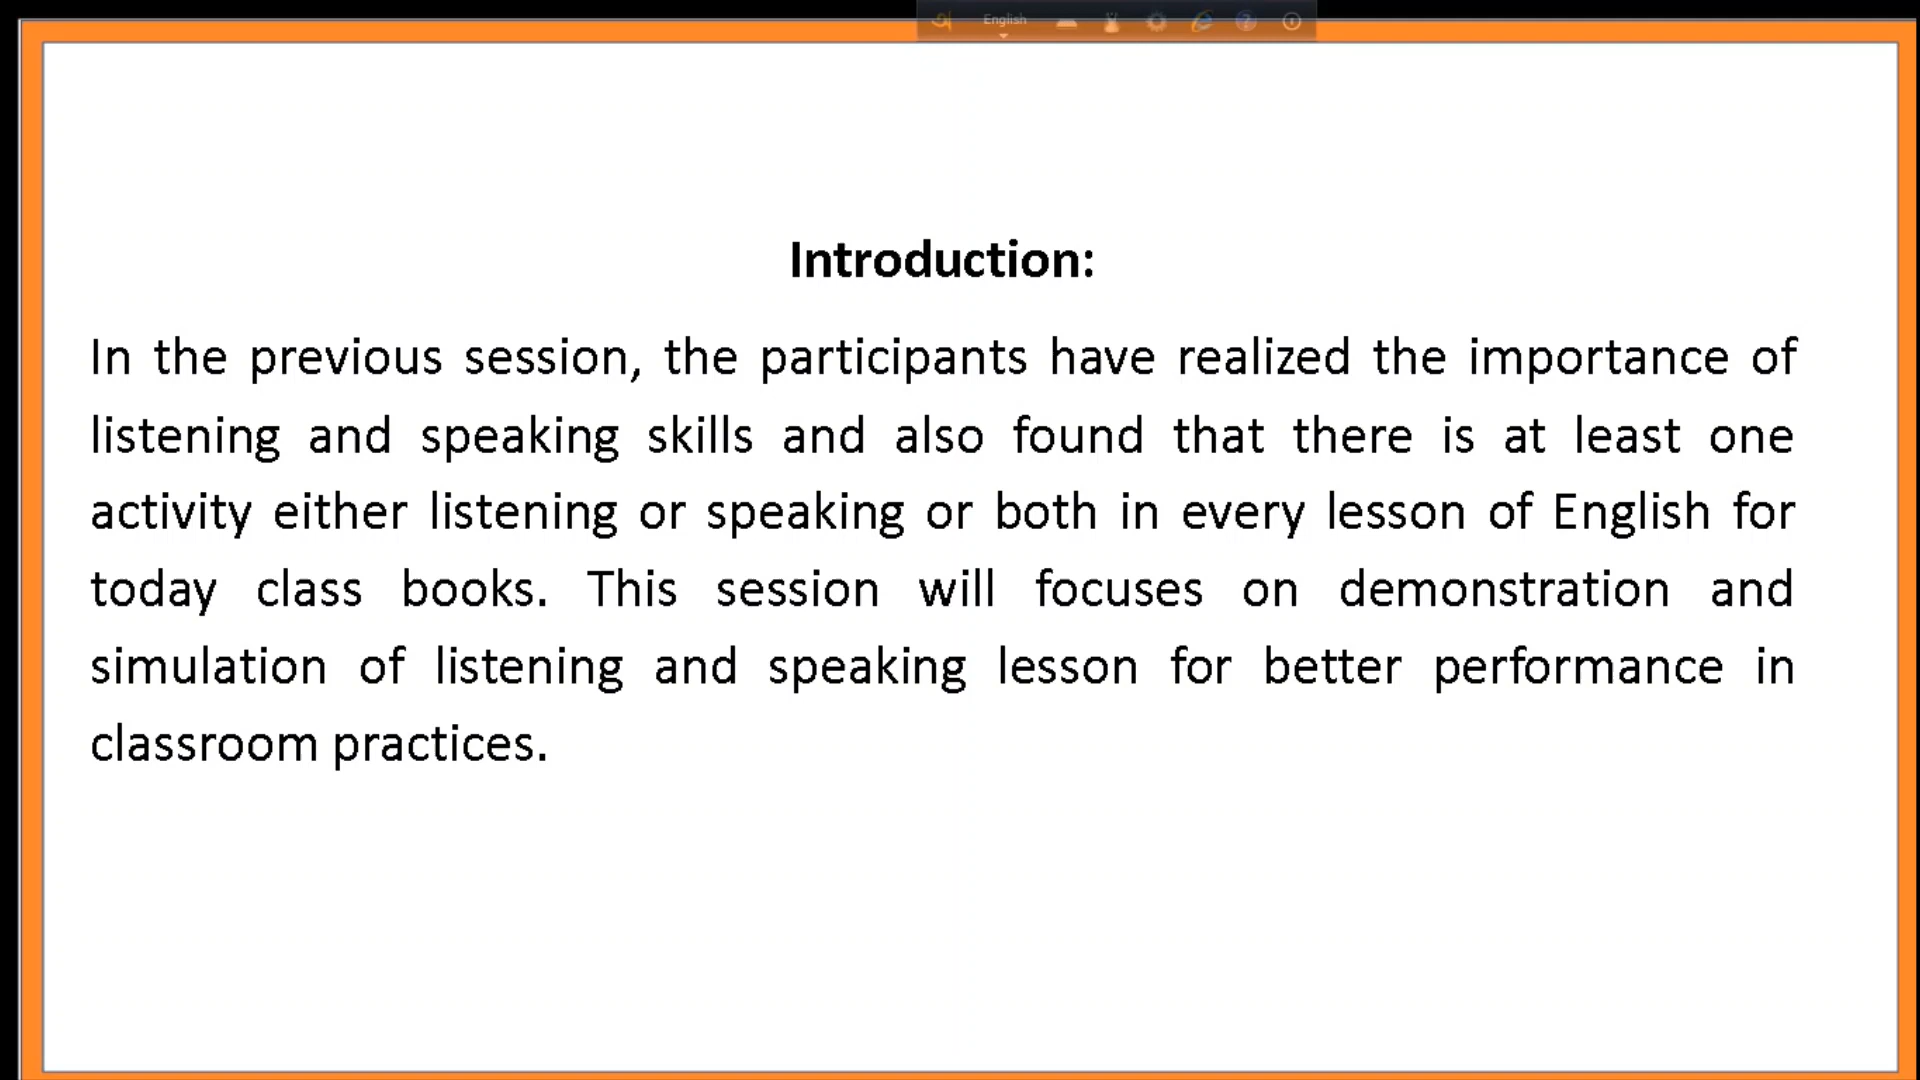 অ English
Introduction:
In the previous session, the participants have realized the importance of
listening and speaking skills and also found that there is at least one
activity either listening or speaking or both in every lesson of English for
today class books. This session will focuses on demonstration and
simulation of listening and speaking lesson for better performance in
classroom practices.